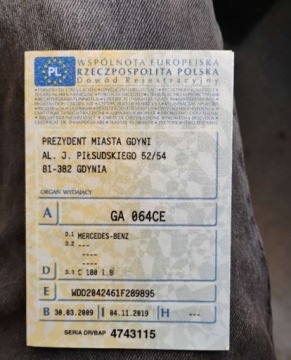 PL
WSPÓLNOTA EUROPEJSKA
RZECZPOSPOLITA POLSKA
Dowód Rejestracyjny
PREZYDENT MIASTA GDYNI
AL. J. PIŁSUDSKIEGO 52/54
81-382 GDYNIA
ORGAN WYDAJĄCY
A GA 064CE
D.1 MERCEDES-BENZ
D.2 ----
----
----
D D.3 C 180 1.8
E WDD2042461F289895
B 30.03.2009 I 04.11.2019 H ---
SERIA DR/BAP 4743115